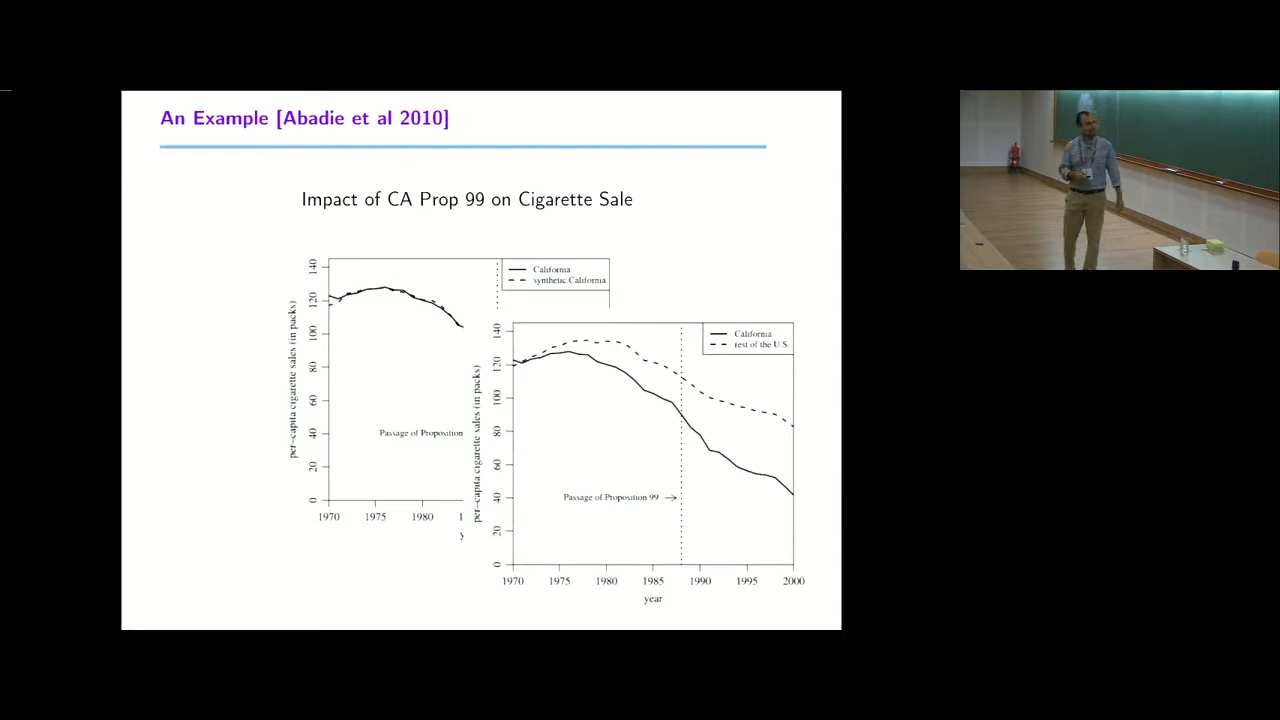 An Example [Abadie et al 2010]
Impact of CA Prop 99 on Cigarette Sale
California
synthetic California
per−capita cigarette sales (in packs)
140
120
100
80
60
40
20
0
Passage of Proposition
1970
1975
1980
1
y
California
rest of the U.S
per−capita cigarette sales (in packs)
140
120
100
80
60
40
20
0
Passage of Proposition 99
1970
1975
1980
1985
1990
1995
2000
year